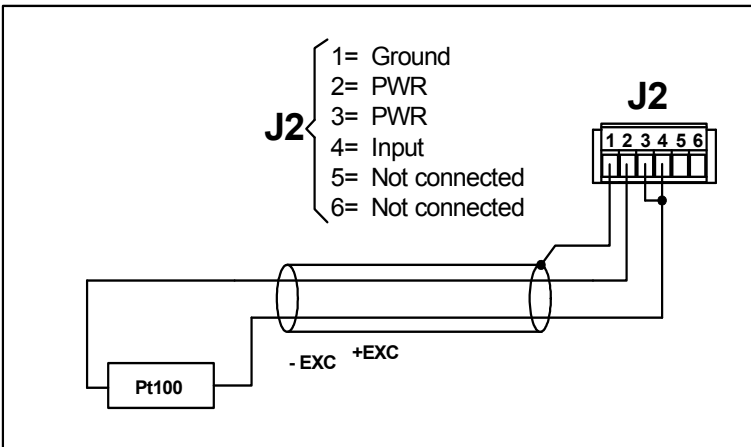 1= Ground
2= PWR
3= PWR
J2
4= Input
5= Not connected
6= Not connected
J2
1 2 3 4 5 6
- EXC +EXC
Pt100